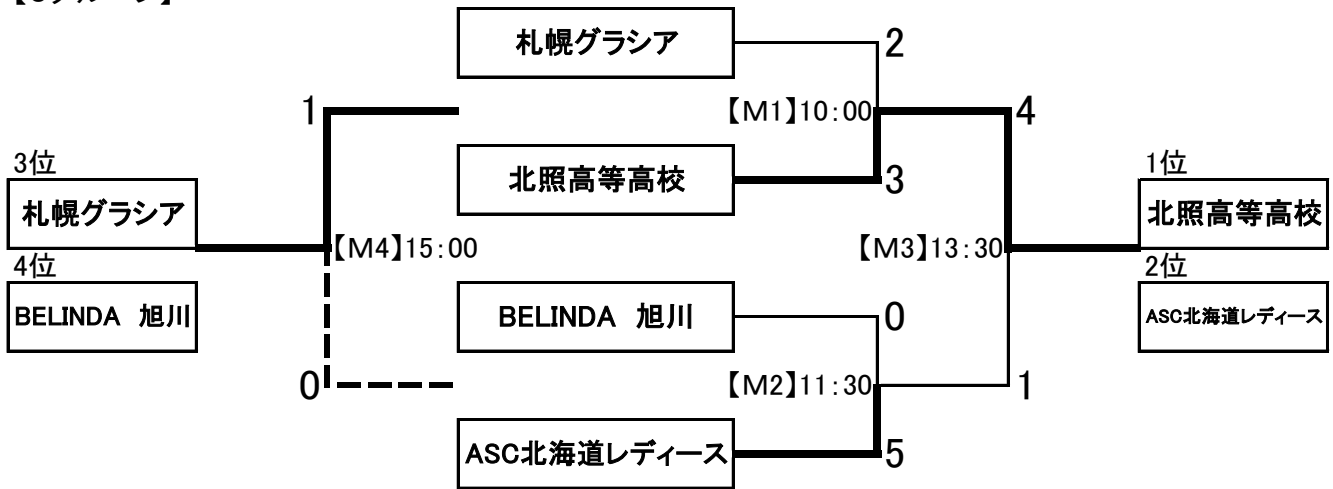 札幌グラシア
2
1
【M1】10:00
4
3位
北照高等高校
3
1位
札幌グラシア
北照高等高校
【M4】15:00
【M3】13:30
4位
2位
BELINDA 旭川
BELINDA 旭川
0
ASC北海道レディース
0
【M2】11:30
1
ASC北海道レディース
5